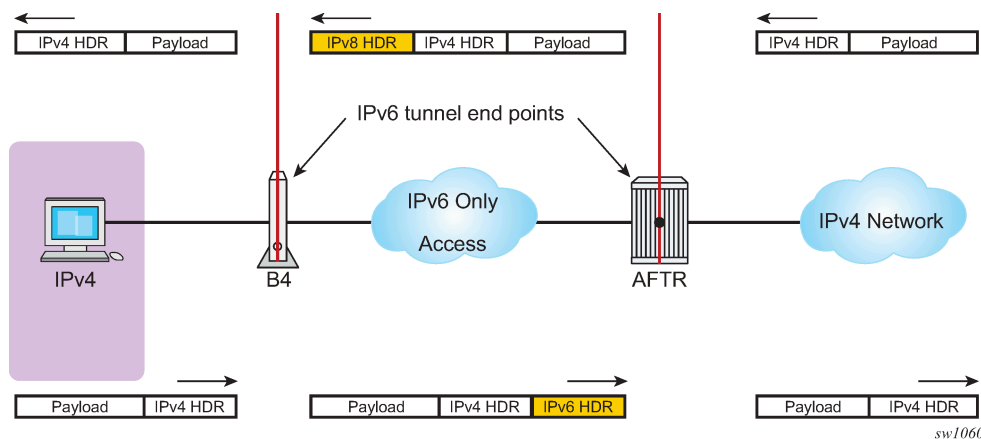 IPv4 HDR Payload
IPv8 HDR IPv4 HDR Payload
IPv4 HDR Payload
IPv6 tunnel end points
IPv6 Only
Access
IPv4 Network
IPv4
B4
AFTR
Payload IPv4 HDR
Payload IPv4 HDR IPv6 HDR
Payload IPv4 HDR
sw1060